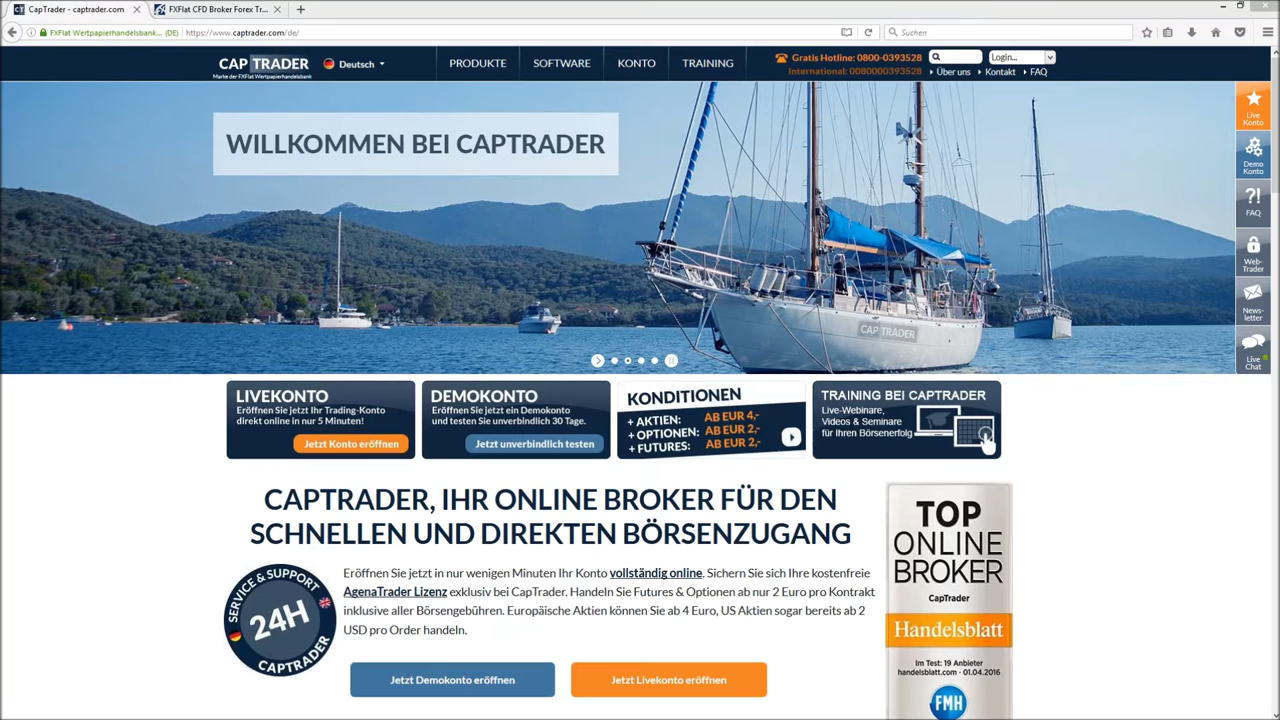 CapTrader - captrader.com
FXFlat CFD Broker Forex Tr...
FXFlat Wertpapierhandelsbank... (DE)
https://www.captrader.com/de/
Suchen
CAP TRADER
Marke der FXFlat Wertpapierhandelsbank
Deutsch
PRODUKTE
SOFTWARE
KONTO
TRAINING
Gratis Hotline: 0800-0393528
International: 0080000393528
Login...
Über uns
Kontakt
FAQ
WILLKOMMEN BEI CAPTRADER
CAP TRADER
Live
Konto
Demo
Konto
?!
FAQ
Web-
Trader
News-
letter
Live
Chat
LIVEKONTO
Eröffnen Sie jetzt Ihr Trading-Konto
direkt online in nur 5 Minuten!
Jetzt Konto eröffnen
DEMOKONTO
Eröffnen Sie jetzt ein Demokonto
und testen Sie unverbindlich 30 Tage.
Jetzt unverbindlich testen
KONDITIONEN
+ AKTIEN: AB EUR 4,-
+ OPTIONEN: AB EUR 2,-
+ FUTURES: AB EUR 2,-
TRAINING BEI CAPTRADER
Live-Webinare,
Videos & Seminare
für Ihren Börsenerfolg
CAPTRADER, IHR ONLINE BROKER FÜR DEN
SCHNELLEN UND DIREKTEN BÖRSENZUGANG
SERVICE & SUPPORT
24H
CAPTRADER
Eröffnen Sie jetzt in nur wenigen Minuten Ihr Konto vollständig online. Sichern Sie sich Ihre kostenfreie
AgenaTrader Lizenz exklusiv bei CapTrader. Handeln Sie Futures & Optionen ab nur 2 Euro pro Kontrakt
inklusive aller Börsengebühren. Europäische Aktien können Sie ab 4 Euro, US Aktien sogar bereits ab 2
USD pro Order handeln.
Jetzt Demokonto eröffnen
Jetzt Livekonto eröffnen
TOP
ONLINE
BROKER
CapTrader
Handelsblatt
Im Test: 19 Anbieter
handelsblatt.com - 01.04.2016
FMH